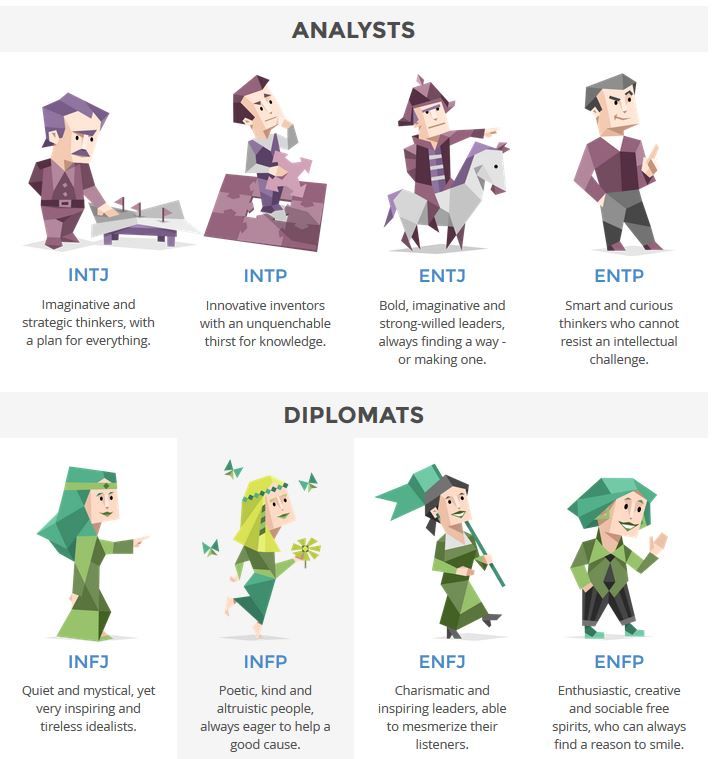 ANALYSTS
INTJ
Imaginative and
strategic thinkers, with
a plan for everything.
INTP
Innovative inventors
with an unquenchable
thirst for knowledge.
ENTJ
Bold, imaginative and
strong-willed leaders,
always finding a way -
or making one.
ENTP
Smart and curious
thinkers who cannot
resist an intellectual
challenge.
DIPLOMATS
INFJ
Quiet and mystical, yet
very inspiring and
tireless idealists.
INFP
Poetic, kind and
altruistic people,
always eager to help a
good cause.
ENFJ
Charismatic and
inspiring leaders, able
to mesmerize their
listeners.
ENFP
Enthusiastic, creative
and sociable free
spirits, who can always
find a reason to smile.